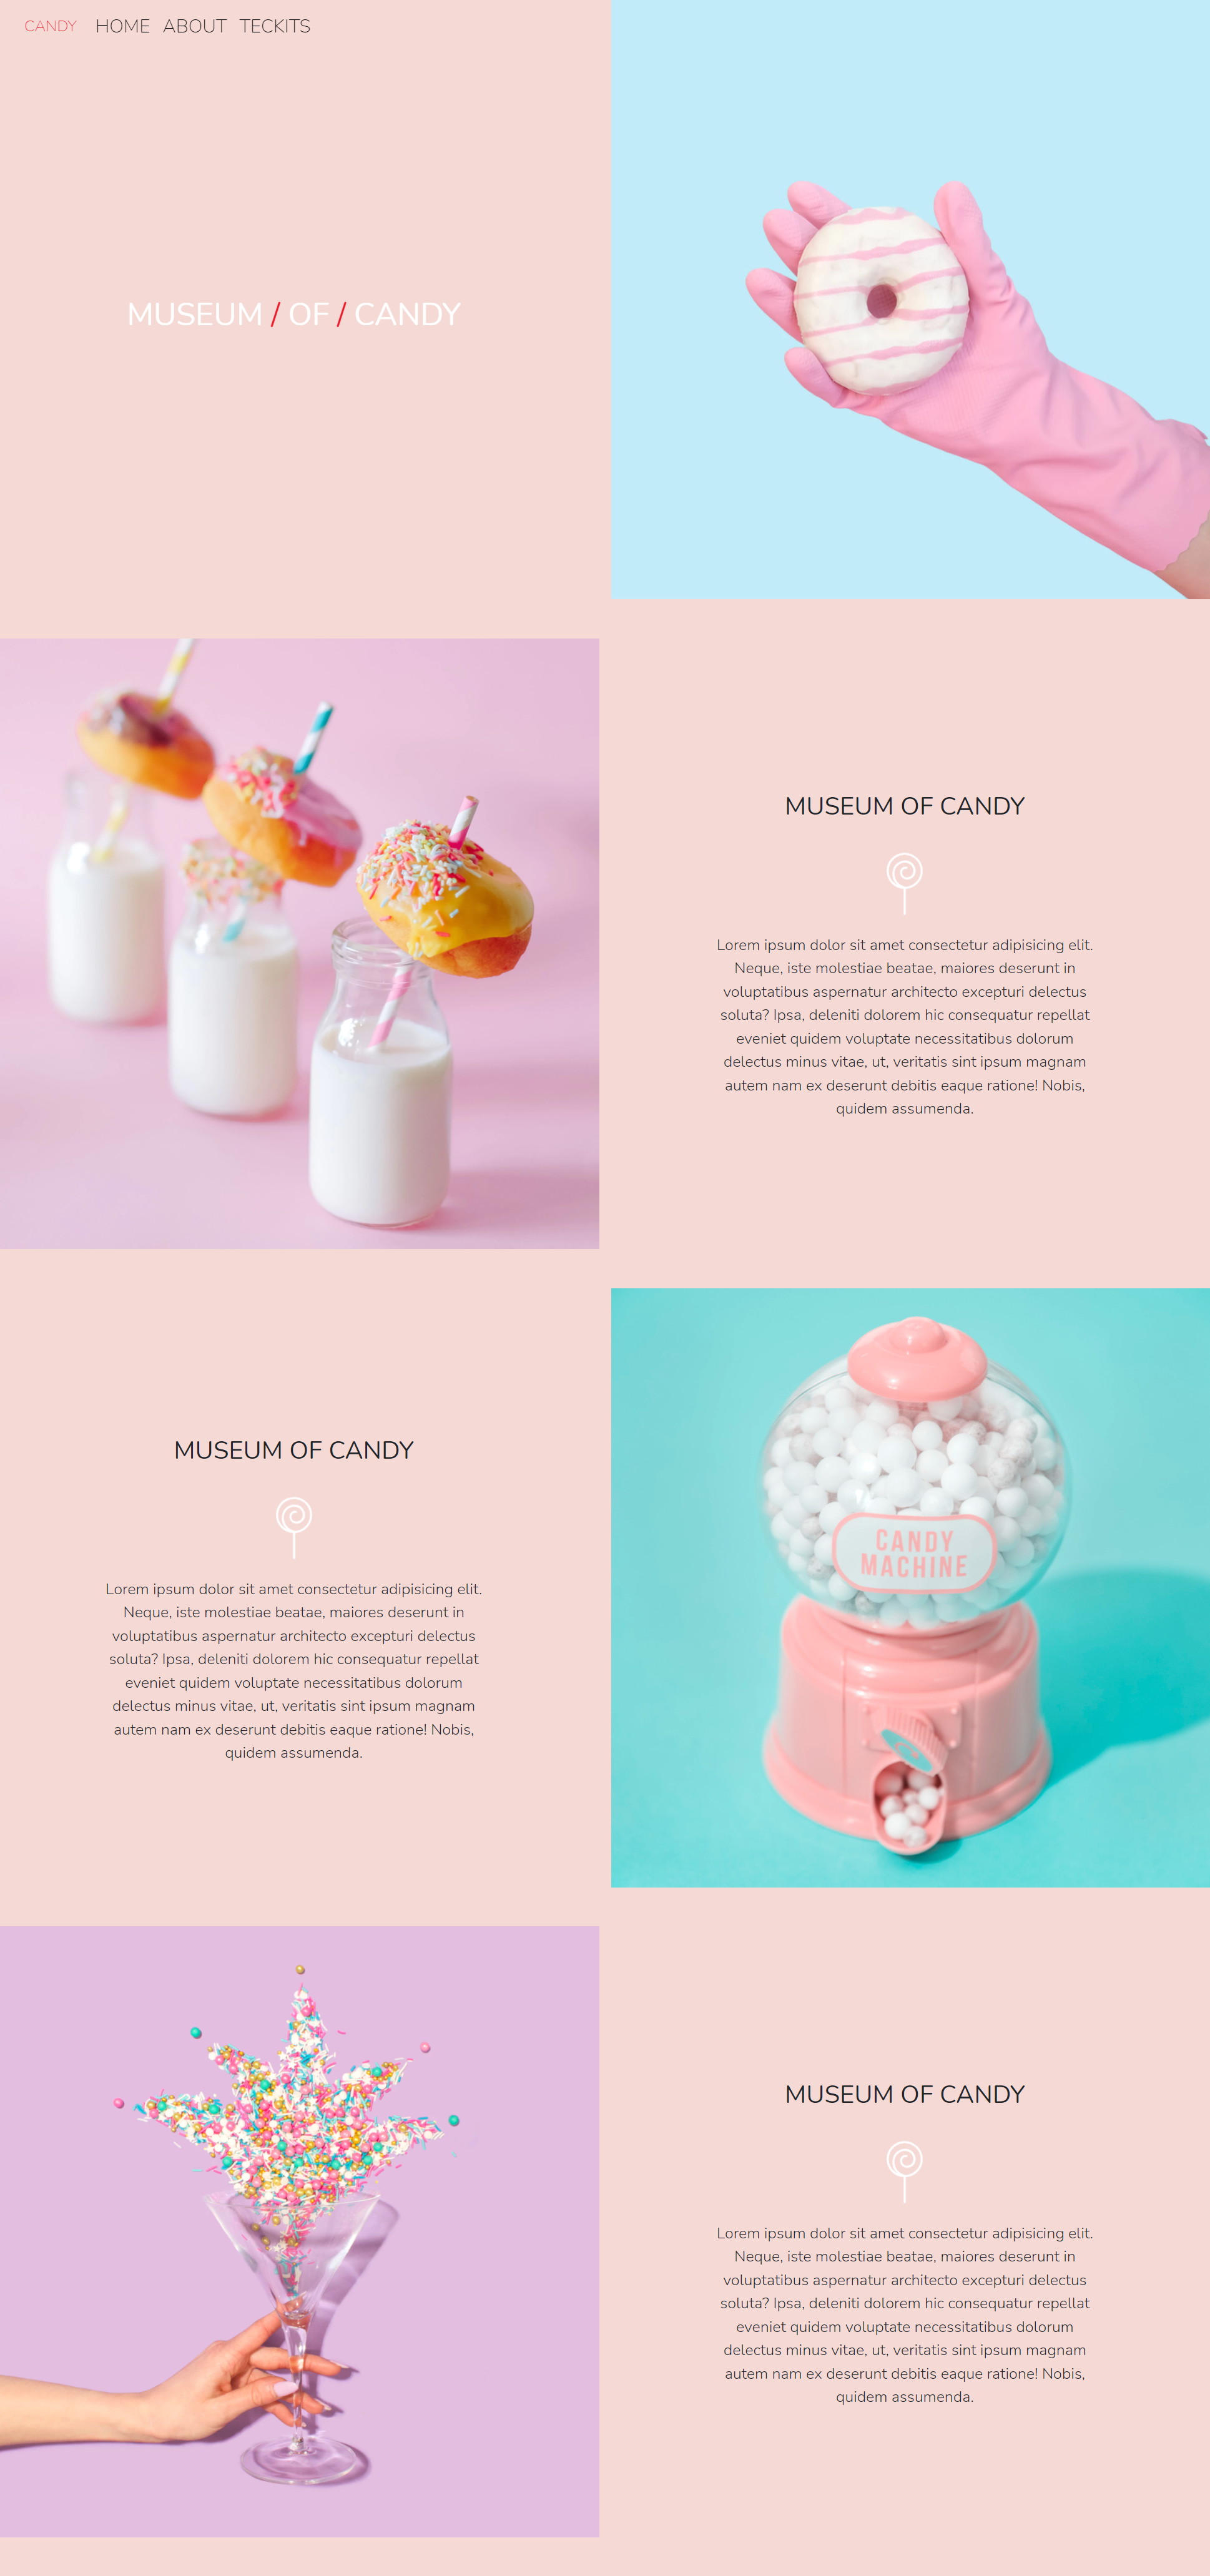 CANDY HOME ABOUT TECKITS
MUSEUM / OF / CANDY
MUSEUM OF CANDY
Lorem ipsum dolor sit amet consectetur adipisicing elit.
Neque, iste molestiae beatae, maiores deserunt in
voluptatibus aspernatur architecto excepturi delectus
soluta? Ipsa, deleniti dolorem hic consequatur repellat
eveniet quidem voluptate necessitatibus dolorum
delectus minus vitae, ut, veritatis sint ipsum magnam
autem nam ex deserunt debitis eaque ratione! Nobis,
quidem assumenda.
MUSEUM OF CANDY
Lorem ipsum dolor sit amet consectetur adipisicing elit.
Neque, iste molestiae beatae, maiores deserunt in
voluptatibus aspernatur architecto excepturi delectus
soluta? Ipsa, deleniti dolorem hic consequatur repellat
eveniet quidem voluptate necessitatibus dolorum
delectus minus vitae, ut, veritatis sint ipsum magnam
autem nam ex deserunt debitis eaque ratione! Nobis,
quidem assumenda.
CANDY
MACHINE
MUSEUM OF CANDY
Lorem ipsum dolor sit amet consectetur adipisicing elit.
Neque, iste molestiae beatae, maiores deserunt in
voluptatibus aspernatur architecto excepturi delectus
soluta? Ipsa, deleniti dolorem hic consequatur repellat
eveniet quidem voluptate necessitatibus dolorum
delectus minus vitae, ut, veritatis sint ipsum magnam
autem nam ex deserunt debitis eaque ratione! Nobis,
quidem assumenda.